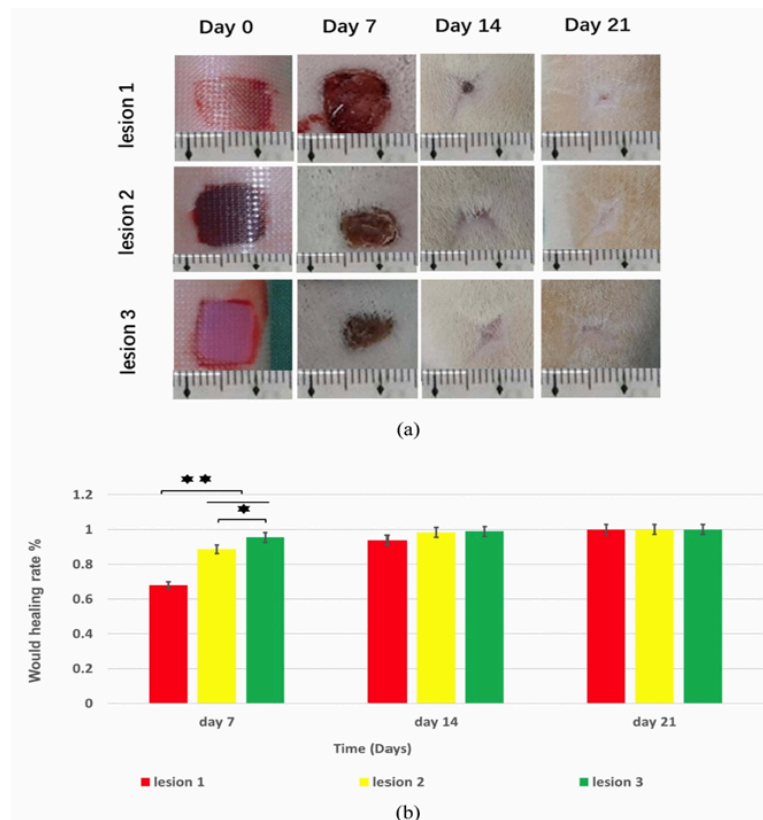 Day 0 Day 7 Day 14 Day 21
lesion 1
lesion 2
lesion 3
(a)
Would healing rate %
1.2
1
0.8
0.6
0.4
0.2
0
day 7 day 14 day 21
Time (Days)
lesion 1 lesion 2 lesion 3
(b)